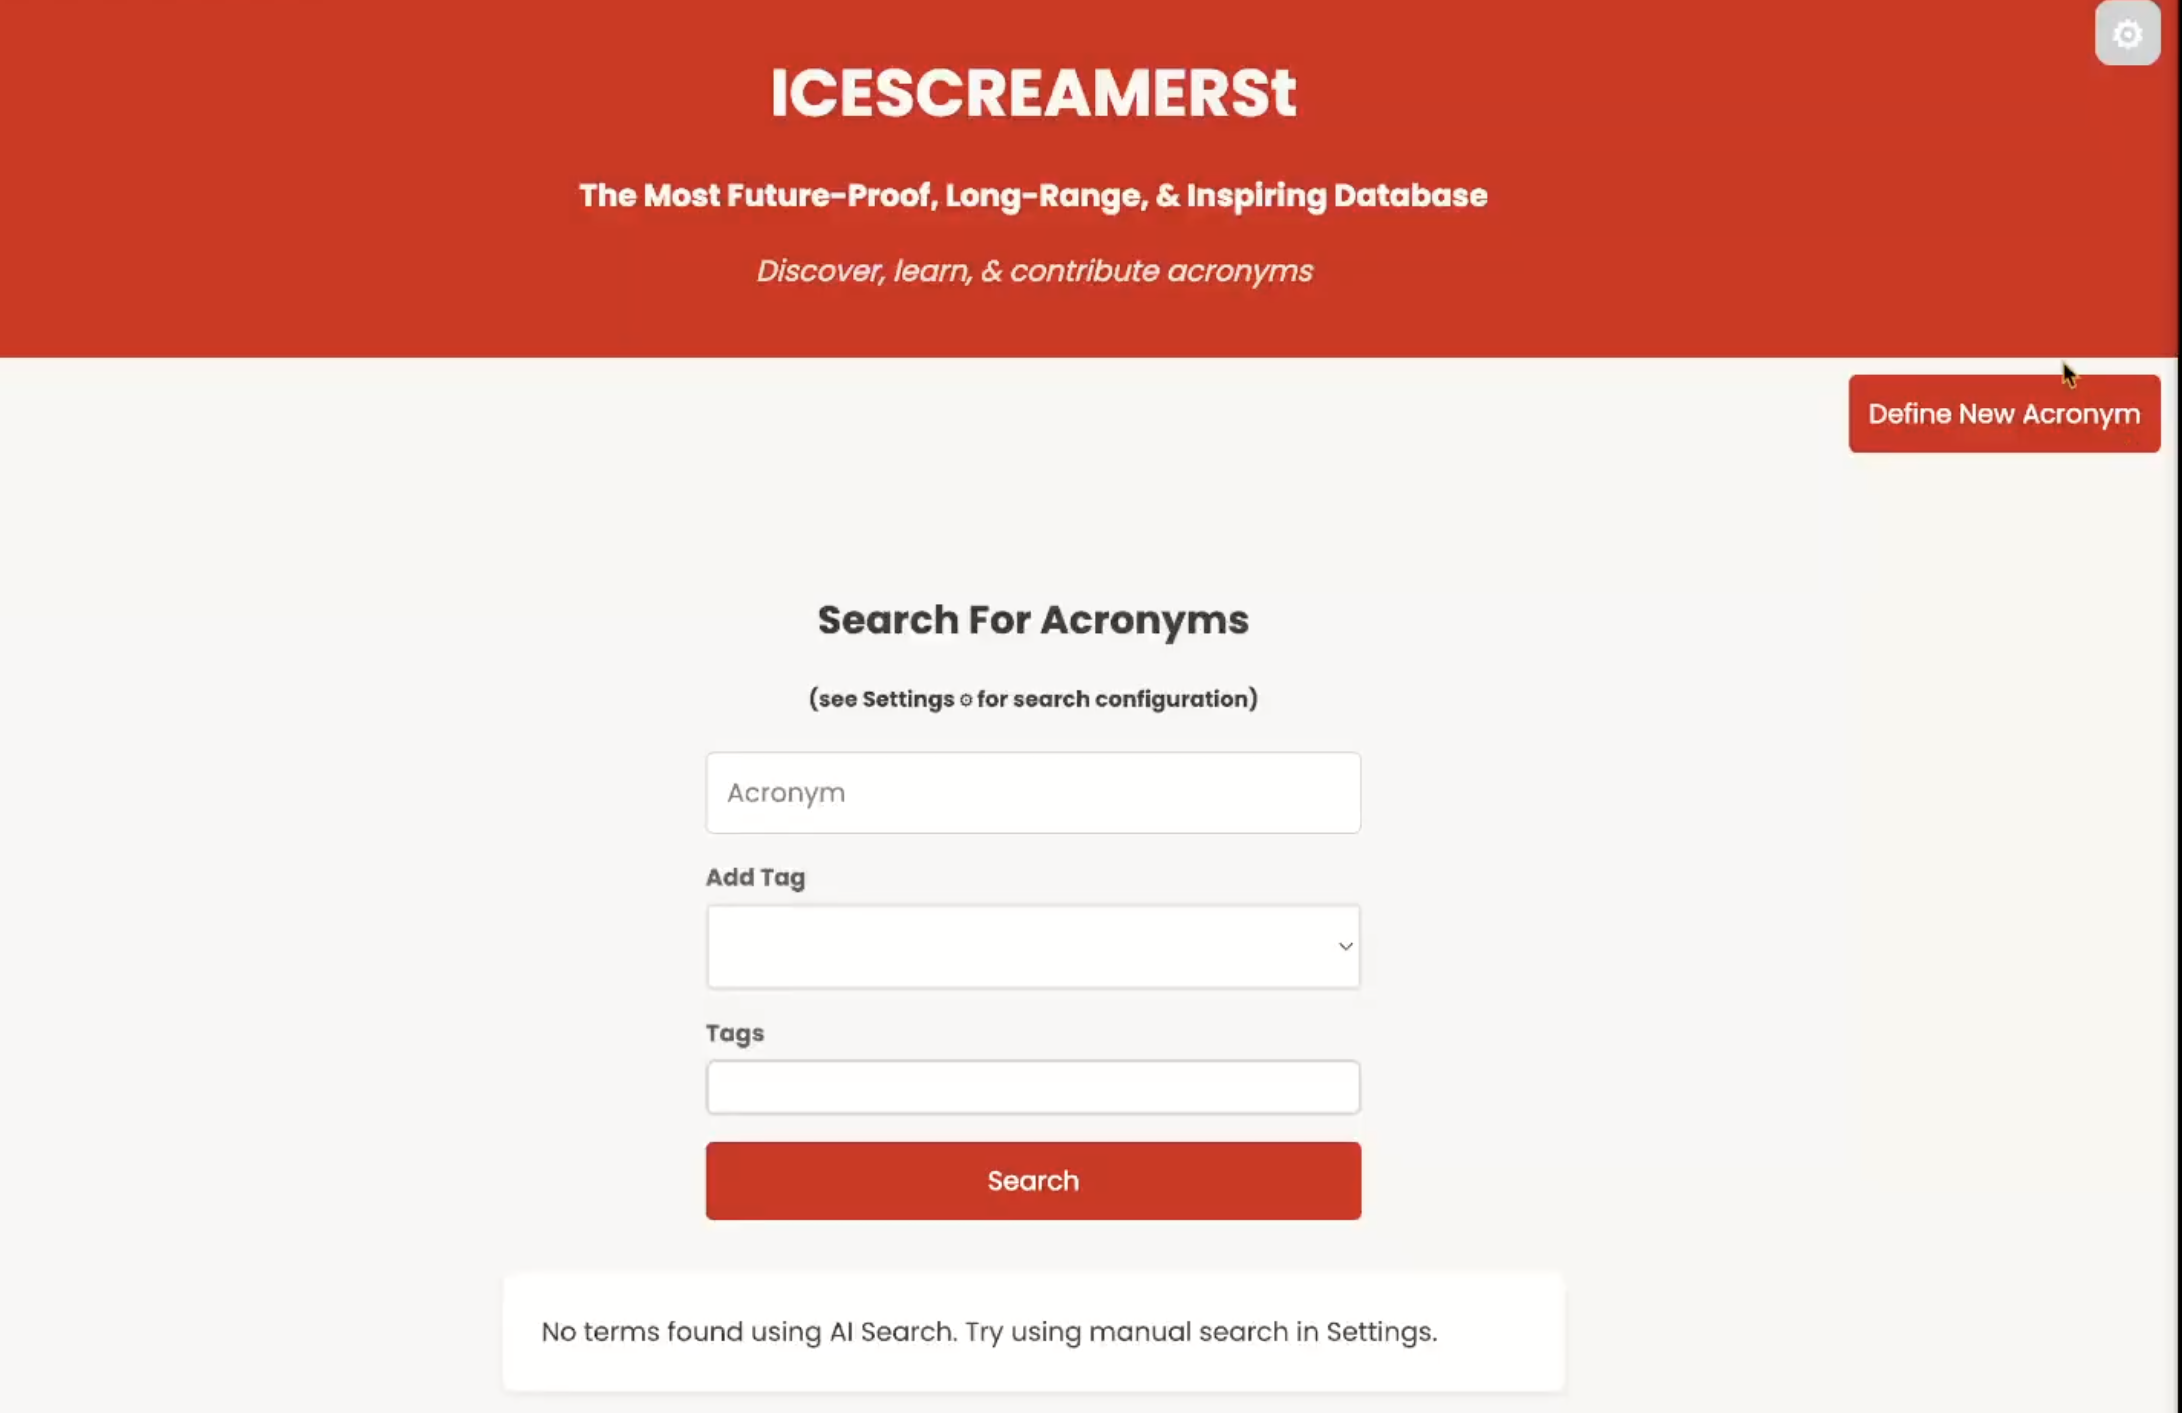 ICESCREAMERSt
The Most Future-Proof, Long-Range, & Inspiring Database
Discover, learn, & contribute acronyms
Define New Acronym
Search For Acronyms
(see Settings ⚙ for search configuration)
Acronym
Add Tag
Tags
Search
No terms found using AI Search. Try using manual search in Settings.